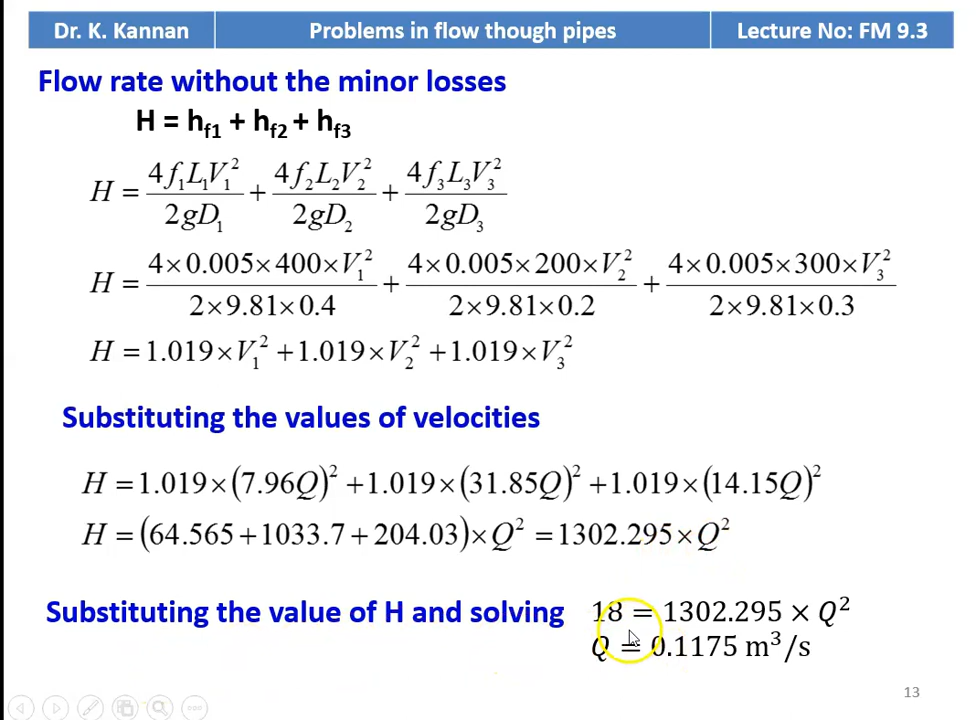 Dr. K. Kannan Problems in flow though pipes Lecture No: FM 9.3
Flow rate without the minor losses
H = h_f1 + h_f2 + h_f3
H = 4f₁L₁V₁²/2gD₁ + 4f₂L₂V₂²/2gD₂ + 4f₃L₃V₃²/2gD₃
H = 4×0.005×400×V₁²/2×9.81×0.4 + 4×0.005×200×V₂²/2×9.81×0.2 + 4×0.005×300×V₃²/2×9.81×0.3
H = 1.019×V₁² + 1.019×V₂² + 1.019×V₃²
Substituting the values of velocities
H = 1.019×(7.96Q)² + 1.019×(31.85Q)² + 1.019×(14.15Q)²
H = (64.565 + 1033.7 + 204.03)×Q² = 1302.295×Q²
Substituting the value of H and solving 18 = 1302.295 × Q²
Q = 0.1175 m³/s
13